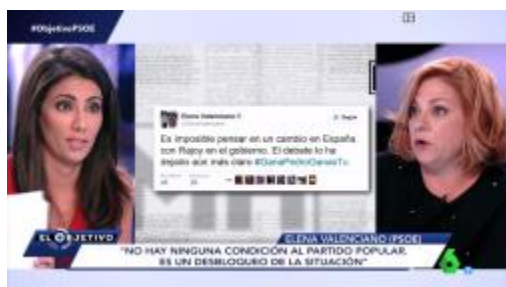 #ObjetivoPSOE
Elena Valenciano
Seguir
Es imposible pensar en un cambio en España
con Rajoy en el gobierno. El debate lo ha
dejado aún más claro #GanaPedroGanasTu
EL OBJETIVO
ELENA VALENCIANO (PSOE)
"NO HAY NINGUNA CONDICIÓN AL PARTIDO POPULAR.
ES UN DESBLOQUEO DE LA SITUACIÓN"
6